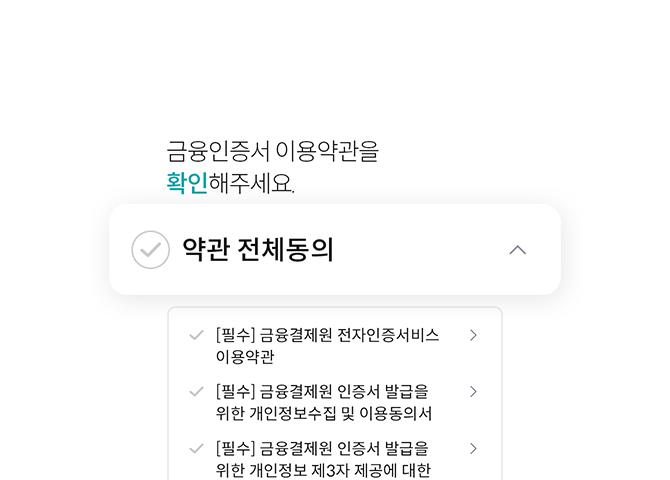 금융인증서 이용약관을
확인해주세요.
약관 전체동의
[필수] 금융결제원 전자인증서비스
이용약관
[필수] 금융결제원 인증서 발급을
위한 개인정보수집 및 이용동의서
[필수] 금융결제원 인증서 발급을
위한 개인정보 제3자 제공에 대한